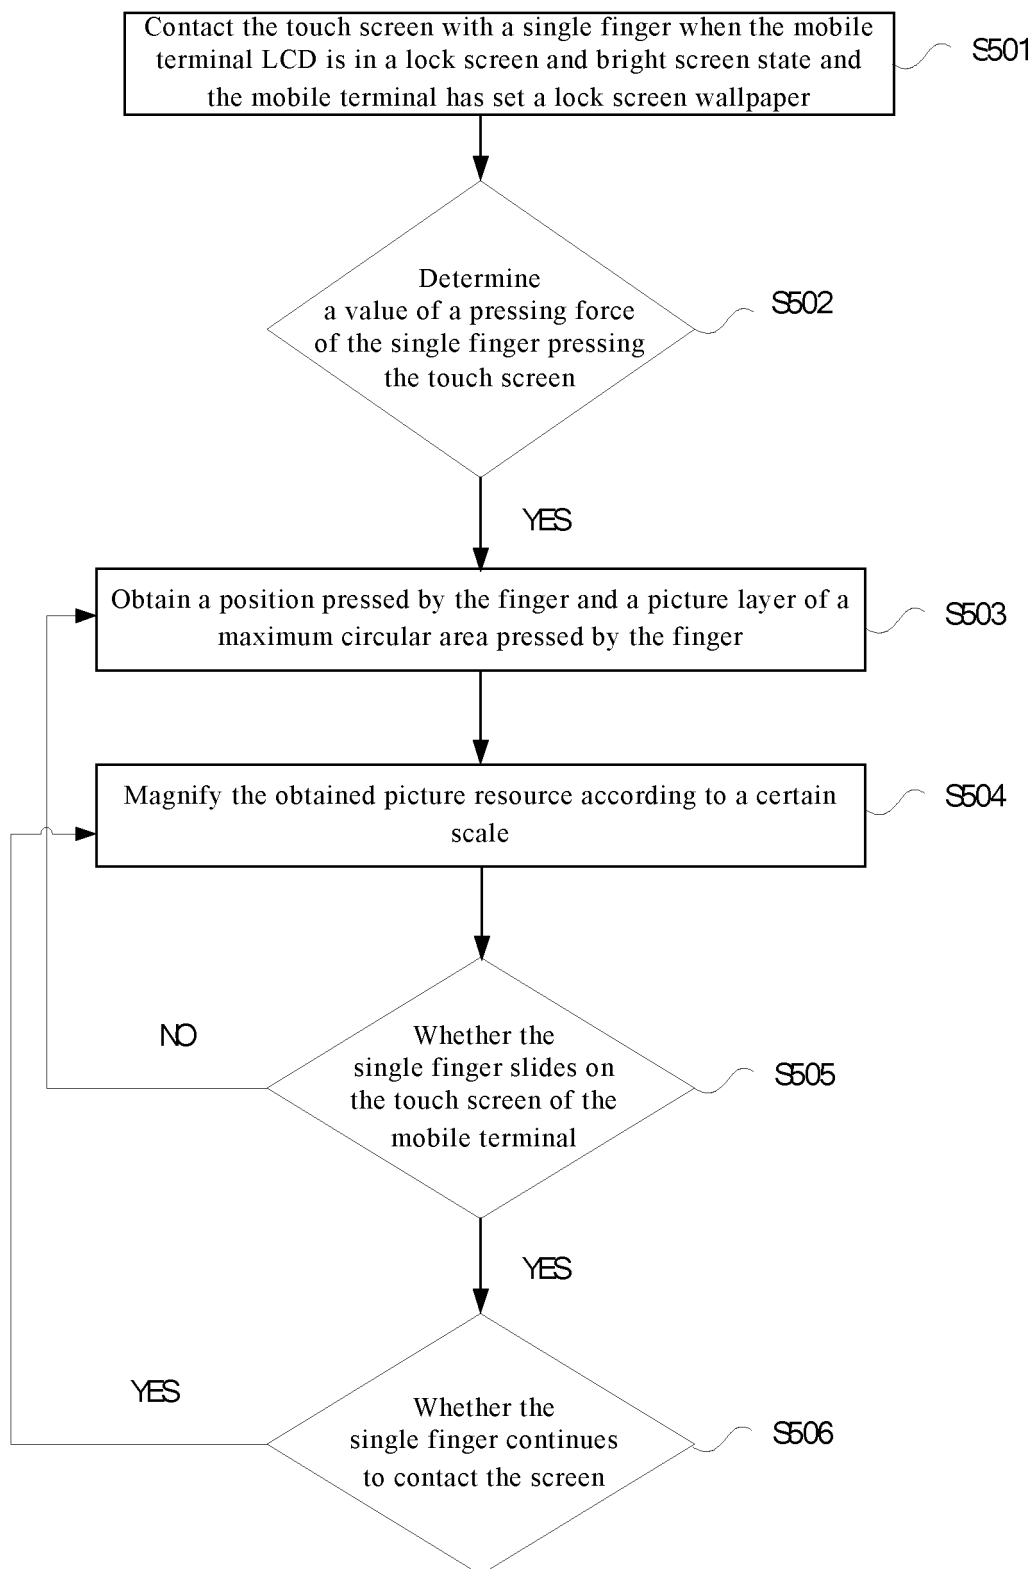 Contact the touch screen with a single finger when the mobile
terminal LCD is in a lock screen and bright screen state and
the mobile terminal has set a lock screen wallpaper
S501
Determine
a value of a pressing force
of the single finger pressing
the touch screen
S502
YES
Obtain a position pressed by the finger and a picture layer of a
maximum circular area pressed by the finger
S503
Magnify the obtained picture resource according to a certain
scale
S504
NO
Whether the
single finger slides on
the touch screen of the
mobile terminal
S505
YES
YES
Whether the
single finger continues
to contact the screen
S506